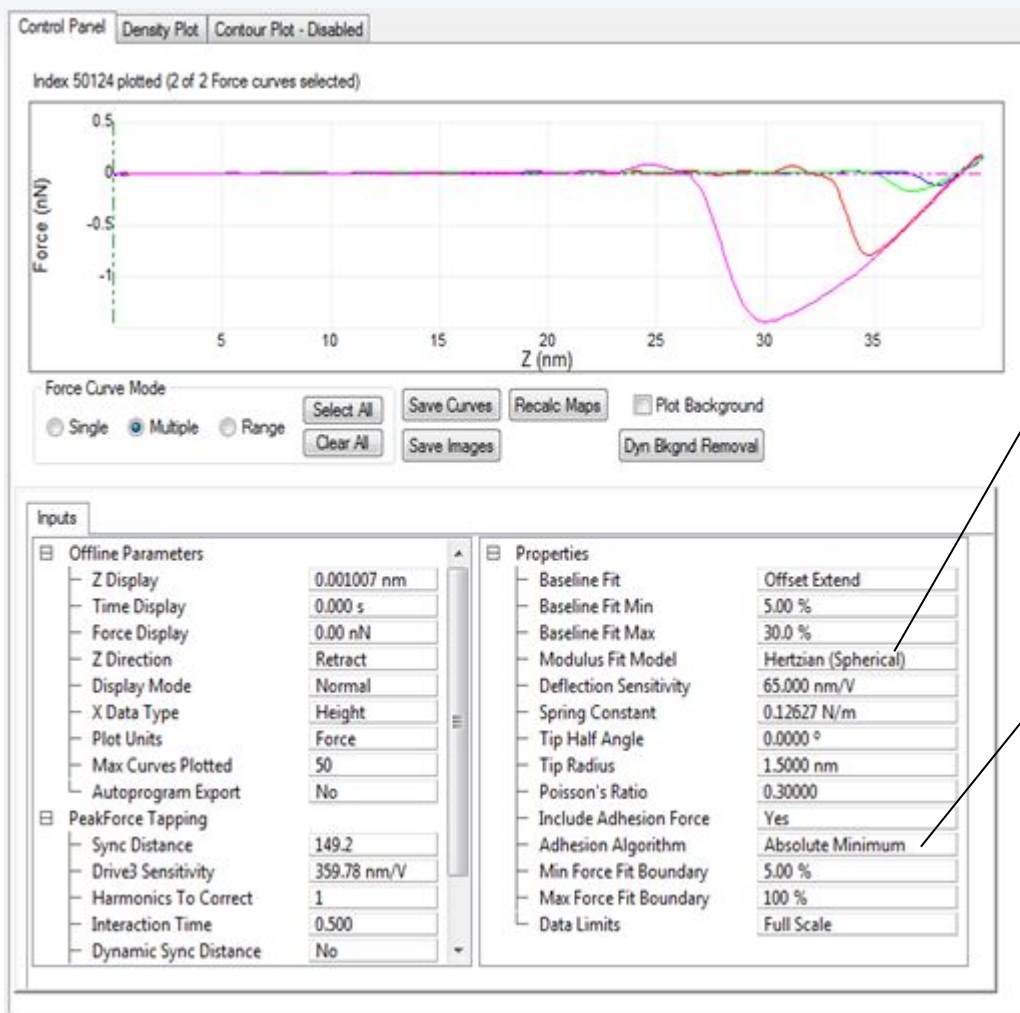 Control Panel Density Plot Contour Plot - Disabled
Index 50124 plotted (2 of 2 Force curves selected)
0.5
0
-0.5
-1
Force (nN)
5 10 15 20 25 30 35
Z (nm)
Force Curve Mode
Single Multiple Range
Select All
Clear All
Save Curves Recalc Maps Plot Background
Save Images Dyn Bkgnd Removal
Inputs
Offline Parameters
Z Display 0.001007 nm
Time Display 0.000 s
Force Display 0.00 nN
Z Direction Retract
Display Mode Normal
X Data Type Height
Plot Units Force
Max Curves Plotted 50
Autoprogram Export No
PeakForce Tapping
Sync Distance 149.2
Drive3 Sensitivity 359.78 nm/V
Harmonics To Correct 1
Interaction Time 0.500
Dynamic Sync Distance No
Properties
Baseline Fit Offset Extend
Baseline Fit Min 5.00 %
Baseline Fit Max 30.0 %
Modulus Fit Model Hertzian (Spherical)
Deflection Sensitivity 65.000 nm/V
Spring Constant 0.12627 N/m
Tip Half Angle 0.0000 º
Tip Radius 1.5000 nm
Poisson's Ratio 0.30000
Include Adhesion Force Yes
Adhesion Algorithm Absolute Minimum
Min Force Fit Boundary 5.00 %
Max Force Fit Boundary 100 %
Data Limits Full Scale